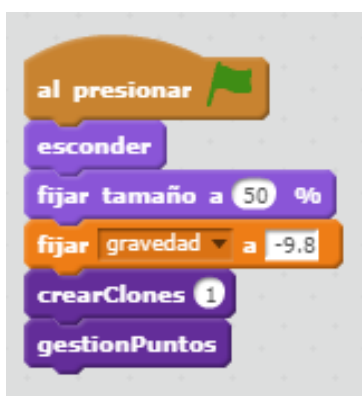 al presionar
esconder
fijar tamaño a 50 %
fijar gravedad a -9.8
crearClones 1
gestionPuntos